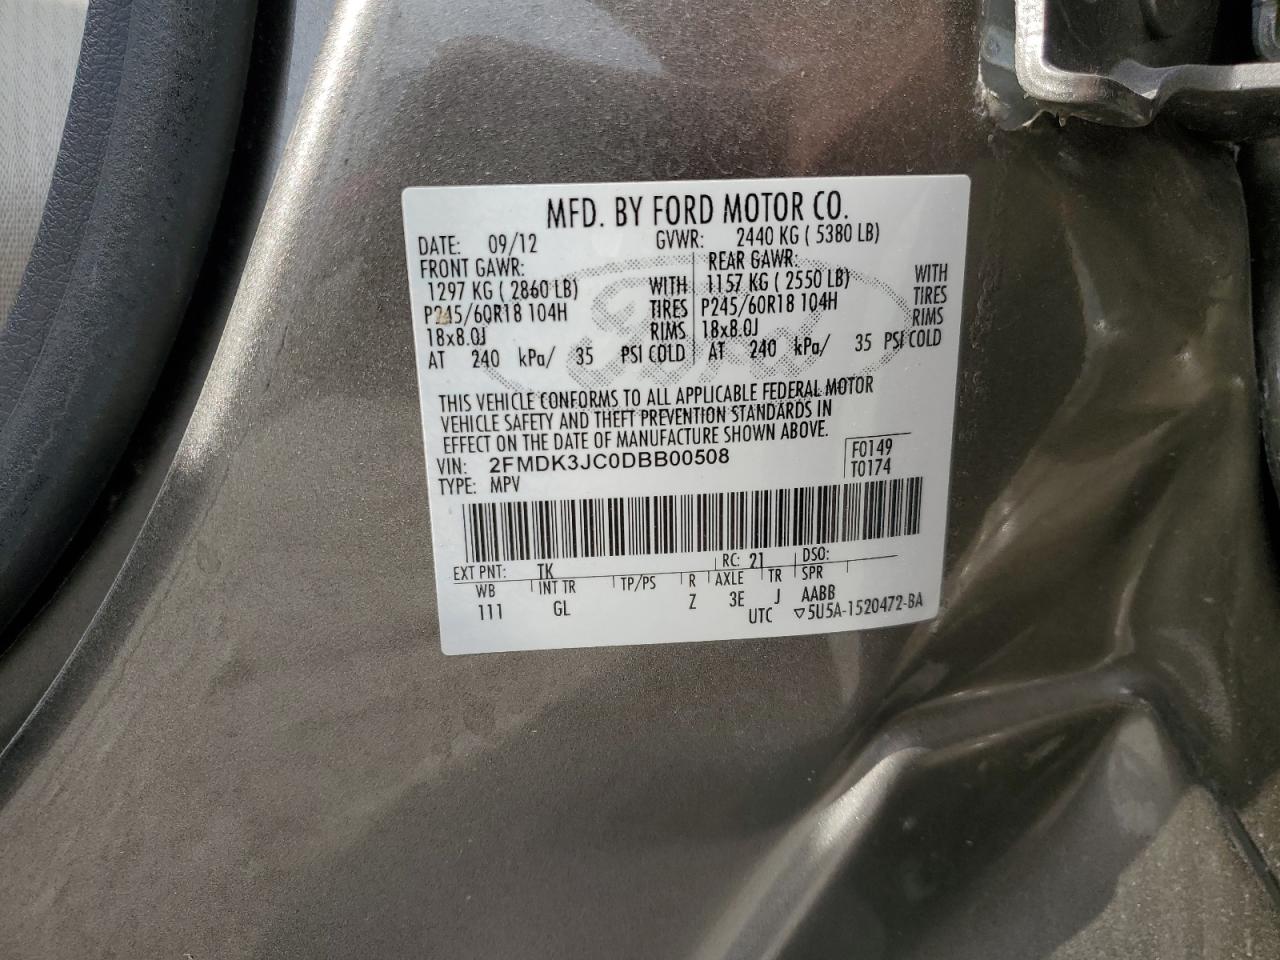 MFD. BY FORD MOTOR CO.
DATE: 09/12 GVWR: 2440 KG ( 5380 LB)
FRONT GAWR: REAR GAWR:
1297 KG ( 2860 LB) WITH 1157 KG ( 2550 LB) WITH
P245/60R18 104H TIRES P245/60R18 104H TIRES
18x8.0J RIMS 18x8.0J RIMS
AT 240 kPa/ 35 PSI COLD AT 240 kPa/ 35 PSI COLD
Ford
THIS VEHICLE CONFORMS TO ALL APPLICABLE FEDERAL MOTOR
VEHICLE SAFETY AND THEFT PREVENTION STANDARDS IN
EFFECT ON THE DATE OF MANUFACTURE SHOWN ABOVE.
VIN: 2FMDK3JC0DBB00508 F0149
TYPE: MPV T0174
EXT PNT: TK RC: 21 DSO:
WB INT TR TP/PS R AXLE TR SPR
111 GL Z 3E J AABB
UTC ▽5U5A-1520472-BA